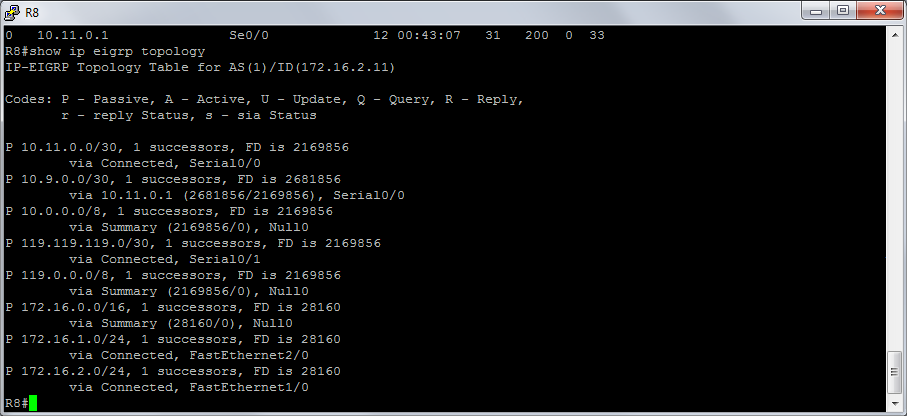 R8
0   10.11.0.1               Se0/0             12 00:43:07   31   200  0  33
R8#show ip eigrp topology
IP-EIGRP Topology Table for AS(1)/ID(172.16.2.11)
Codes: P - Passive, A - Active, U - Update, Q - Query, R - Reply,
       r - reply Status, s - sia Status
P 10.11.0.0/30, 1 successors, FD is 2169856
        via Connected, Serial0/0
P 10.9.0.0/30, 1 successors, FD is 2681856
        via 10.11.0.1 (2681856/2169856), Serial0/0
P 10.0.0.0/8, 1 successors, FD is 2169856
        via Summary (2169856/0), Null0
P 119.119.119.0/30, 1 successors, FD is 2169856
        via Connected, Serial0/1
P 119.0.0.0/8, 1 successors, FD is 2169856
        via Summary (2169856/0), Null0
P 172.16.0.0/16, 1 successors, FD is 28160
        via Summary (28160/0), Null0
P 172.16.1.0/24, 1 successors, FD is 28160
        via Connected, FastEthernet2/0
P 172.16.2.0/24, 1 successors, FD is 28160
        via Connected, FastEthernet1/0
R8#